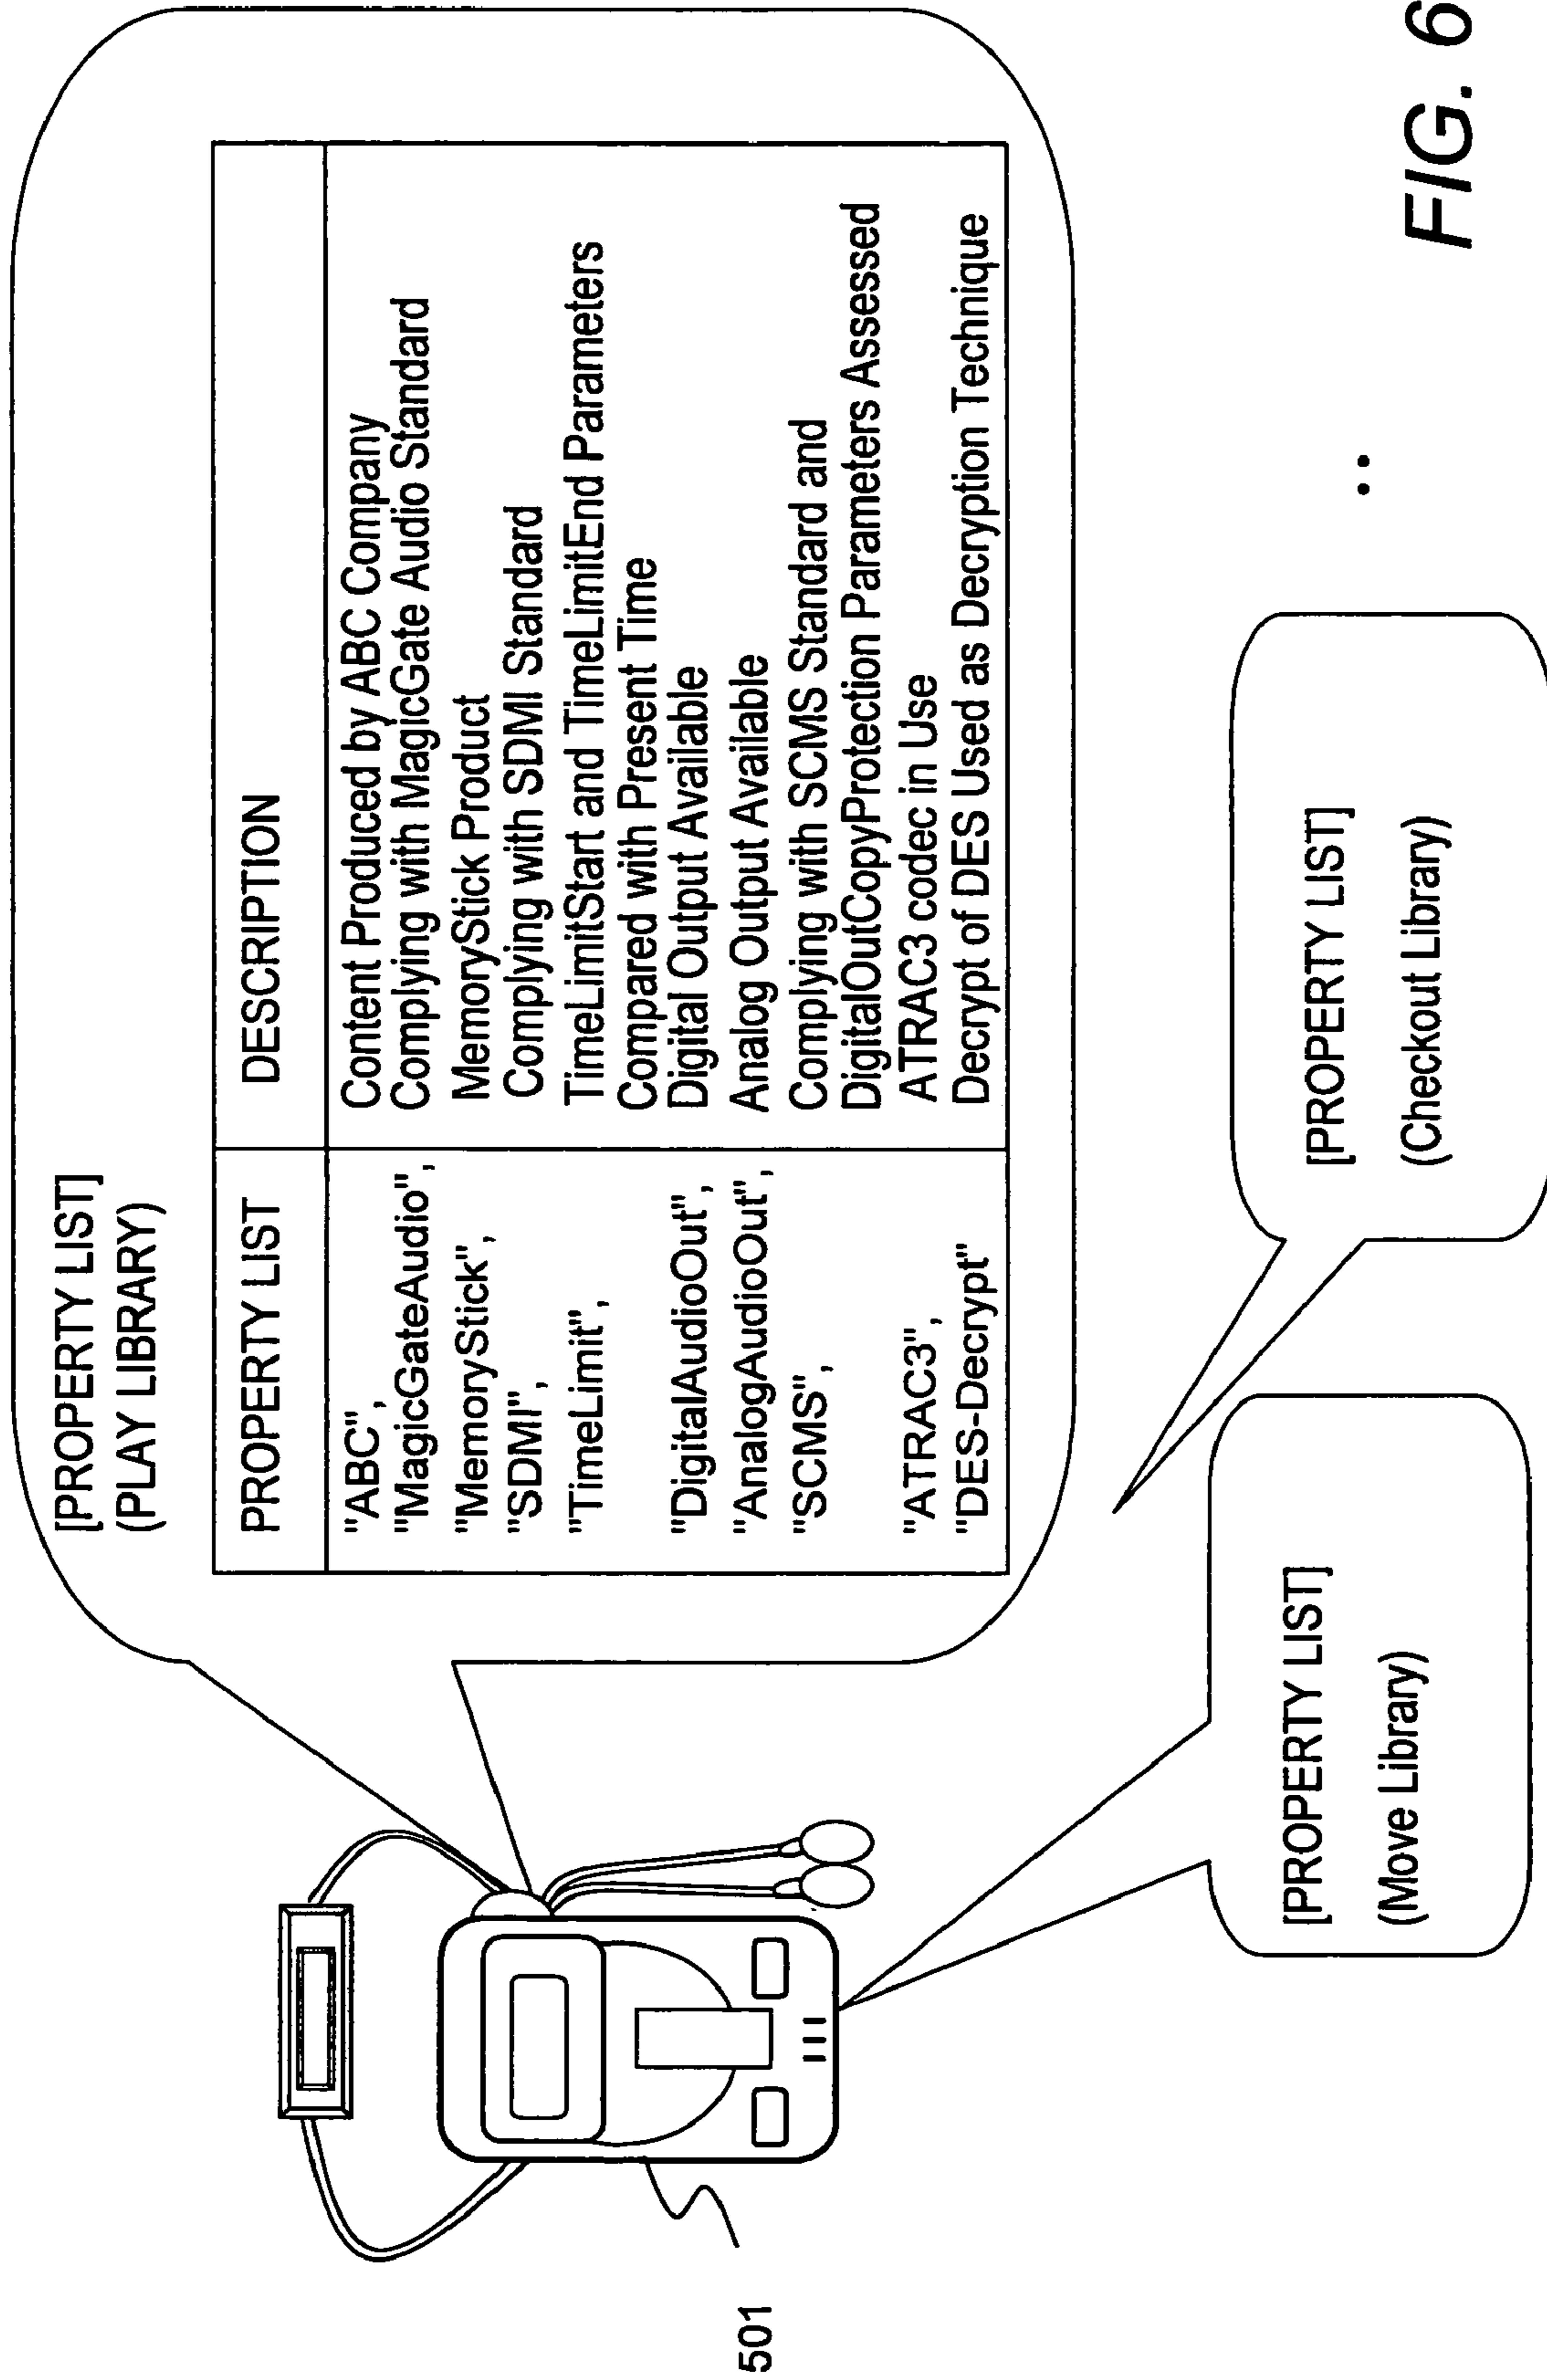 [PROPERTY LIST]
(PLAY LIBRARY)
PROPERTY LIST	DESCRIPTION
"ABC",	Content Produced by ABC Company
"MagicGateAudio",	Complying with MagicGate Audio Standard
"MemoryStick",	MemoryStick Product
"SDMI",	Complying with SDMI Standard
"TimeLimit",	TimeLimitStart and TimeLimitEnd Parameters
Compared with Present Time
"DigitalAudioOut",	Digital Output Available
"AnalogAudioOut",	Analog Output Available
"SCMS",	Complying with SCMS Standard and
DigitalOutCopyProtection Parameters Assessed
"ATRAC3",	ATRAC3 codec in Use
"DES-Decrypt"	Decrypt of DES Used as Decryption Technique
501
[PROPERTY LIST]
(Move Library)
[PROPERTY LIST]
(Checkout Library)
..
FIG. 6